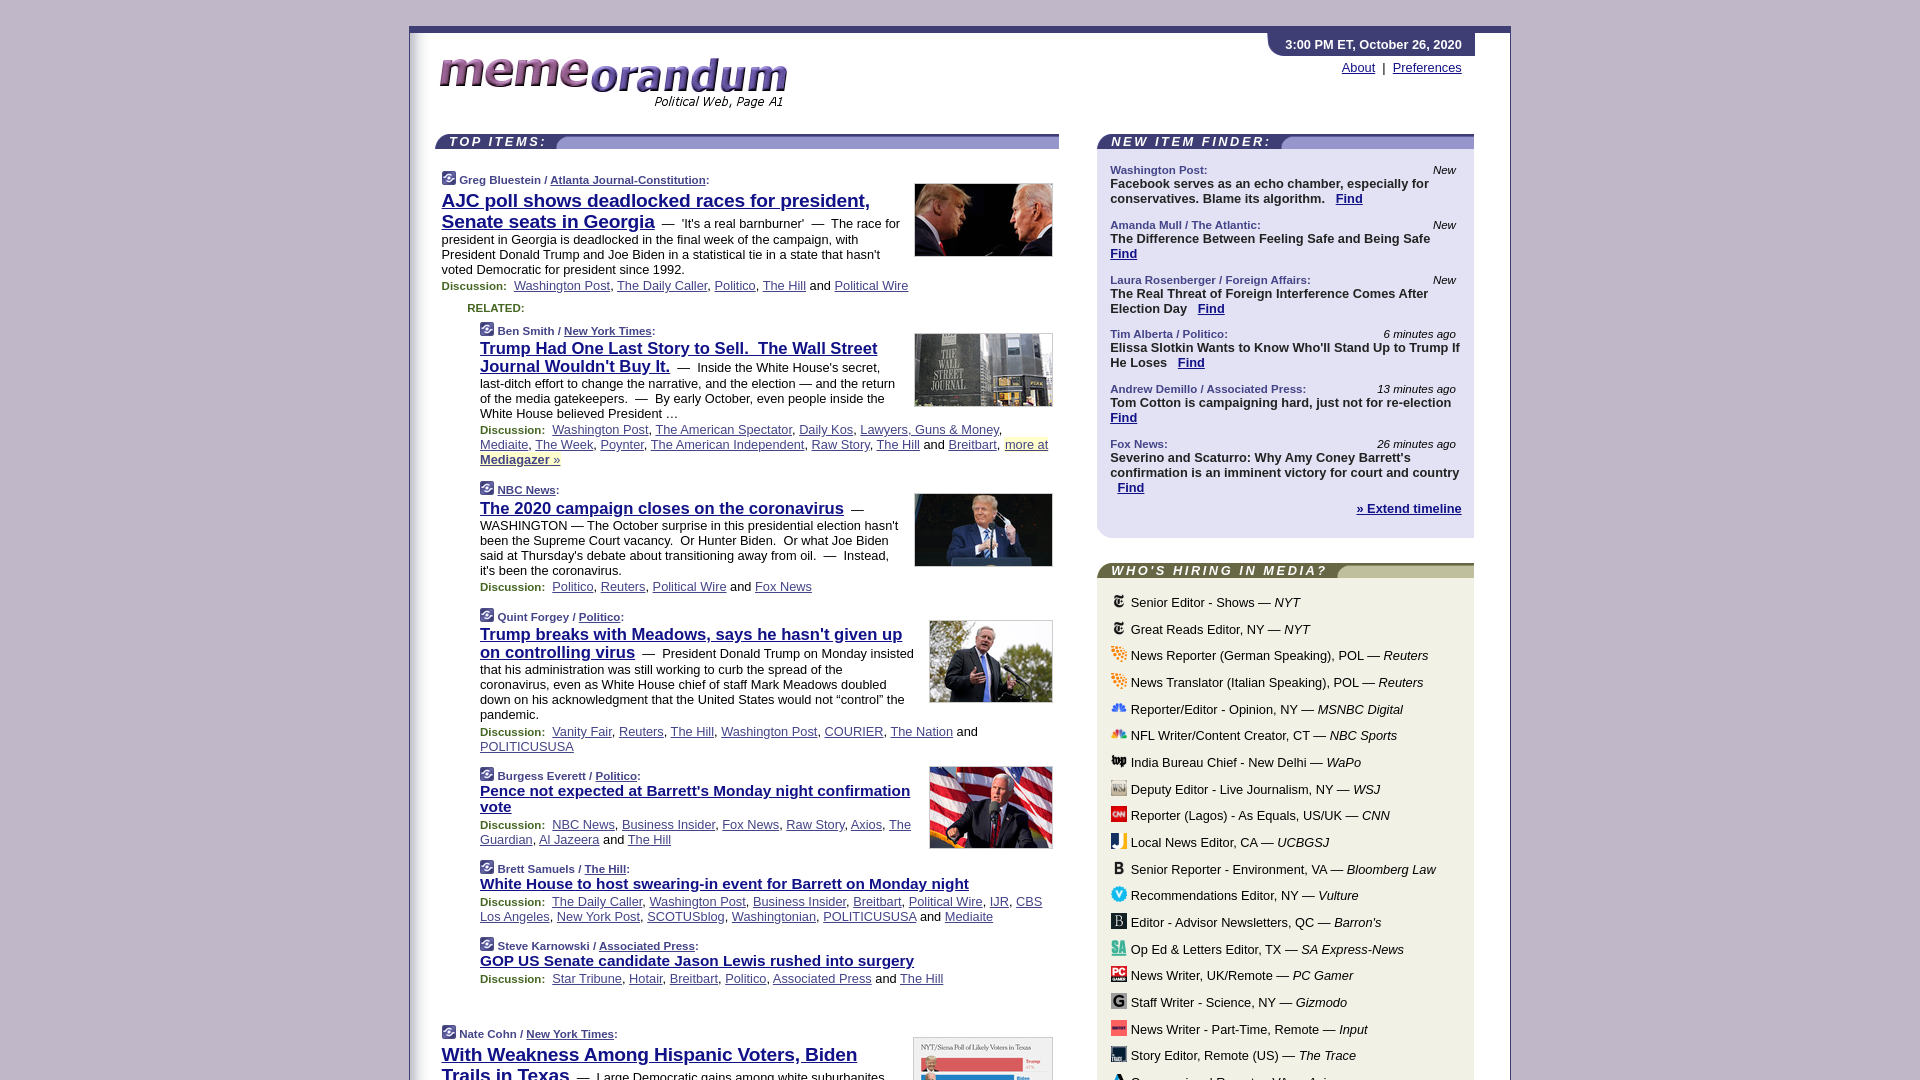 3:00 PM ET, October 26, 2020
memeorandum
About | Preferences
Political Web, Page A1
TOP ITEMS:
Greg Bluestein / Atlanta Journal-Constitution:
AJC poll shows deadlocked races for president,
Senate seats in Georgia — 'It's a real barnburner' — The race for
president in Georgia is deadlocked in the final week of the campaign, with
President Donald Trump and Joe Biden in a statistical tie in a state that hasn't
voted Democratic for president since 1992.
Discussion: Washington Post, The Daily Caller, Politico, The Hill and Political Wire
RELATED:
Ben Smith / New York Times:
Trump Had One Last Story to Sell. The Wall Street
Journal Wouldn't Buy It. — Inside the White House's secret,
last-ditch effort to change the narrative, and the election — and the return
of the media gatekeepers. — By early October, even people inside the
White House believed President …
THE
WALL
STREET
JOURNAL.
Discussion: Washington Post, The American Spectator, Daily Kos, Lawyers, Guns & Money,
Mediaite, The Week, Poynter, The American Independent, Raw Story, The Hill and Breitbart, more at
Mediagazer »
NBC News:
The 2020 campaign closes on the coronavirus —
WASHINGTON — The October surprise in this presidential election hasn't
been the Supreme Court vacancy. Or Hunter Biden. Or what Joe Biden
said at Thursday's debate about transitioning away from oil. — Instead,
it's been the coronavirus.
Discussion: Politico, Reuters, Political Wire and Fox News
Quint Forgey / Politico:
Trump breaks with Meadows, says he hasn't given up
on controlling virus — President Donald Trump on Monday insisted
that his administration was still working to curb the spread of the
coronavirus, even as White House chief of staff Mark Meadows doubled
down on his acknowledgment that the United States would not “control” the
pandemic.
Discussion: Vanity Fair, Reuters, The Hill, Washington Post, COURIER, The Nation and
POLITICUSUSA
Burgess Everett / Politico:
Pence not expected at Barrett's Monday night confirmation
vote
Discussion: NBC News, Business Insider, Fox News, Raw Story, Axios, The
Guardian, Al Jazeera and The Hill
Brett Samuels / The Hill:
White House to host swearing-in event for Barrett on Monday night
Discussion: The Daily Caller, Washington Post, Business Insider, Breitbart, Political Wire, IJR, CBS
Los Angeles, New York Post, SCOTUSblog, Washingtonian, POLITICUSUSA and Mediaite
Steve Karnowski / Associated Press:
GOP US Senate candidate Jason Lewis rushed into surgery
Discussion: Star Tribune, Hotair, Breitbart, Politico, Associated Press and The Hill
Nate Cohn / New York Times:
With Weakness Among Hispanic Voters, Biden
Trails in Texas — Large Democratic gains among white suburbanites
NYT/Siena Poll of Likely Voters in Texas
Trump
Biden
NEW ITEM FINDER:
Washington Post: New
Facebook serves as an echo chamber, especially for
conservatives. Blame its algorithm. Find
Amanda Mull / The Atlantic: New
The Difference Between Feeling Safe and Being Safe
Find
Laura Rosenberger / Foreign Affairs: New
The Real Threat of Foreign Interference Comes After
Election Day Find
Tim Alberta / Politico: 6 minutes ago
Elissa Slotkin Wants to Know Who'll Stand Up to Trump If
He Loses Find
Andrew Demillo / Associated Press: 13 minutes ago
Tom Cotton is campaigning hard, just not for re-election
Find
Fox News: 26 minutes ago
Severino and Scaturro: Why Amy Coney Barrett's
confirmation is an imminent victory for court and country
Find
» Extend timeline
WHO'S HIRING IN MEDIA?
Senior Editor - Shows — NYT
Great Reads Editor, NY — NYT
News Reporter (German Speaking), POL — Reuters
News Translator (Italian Speaking), POL — Reuters
Reporter/Editor - Opinion, NY — MSNBC Digital
NFL Writer/Content Creator, CT — NBC Sports
India Bureau Chief - New Delhi — WaPo
Deputy Editor - Live Journalism, NY — WSJ
Reporter (Lagos) - As Equals, US/UK — CNN
Local News Editor, CA — UCBGSJ
Senior Reporter - Environment, VA — Bloomberg Law
Recommendations Editor, NY — Vulture
Editor - Advisor Newsletters, QC — Barron's
Op Ed & Letters Editor, TX — SA Express-News
News Writer, UK/Remote — PC Gamer
Staff Writer - Science, NY — Gizmodo
News Writer - Part-Time, Remote — Input
Story Editor, Remote (US) — The Trace